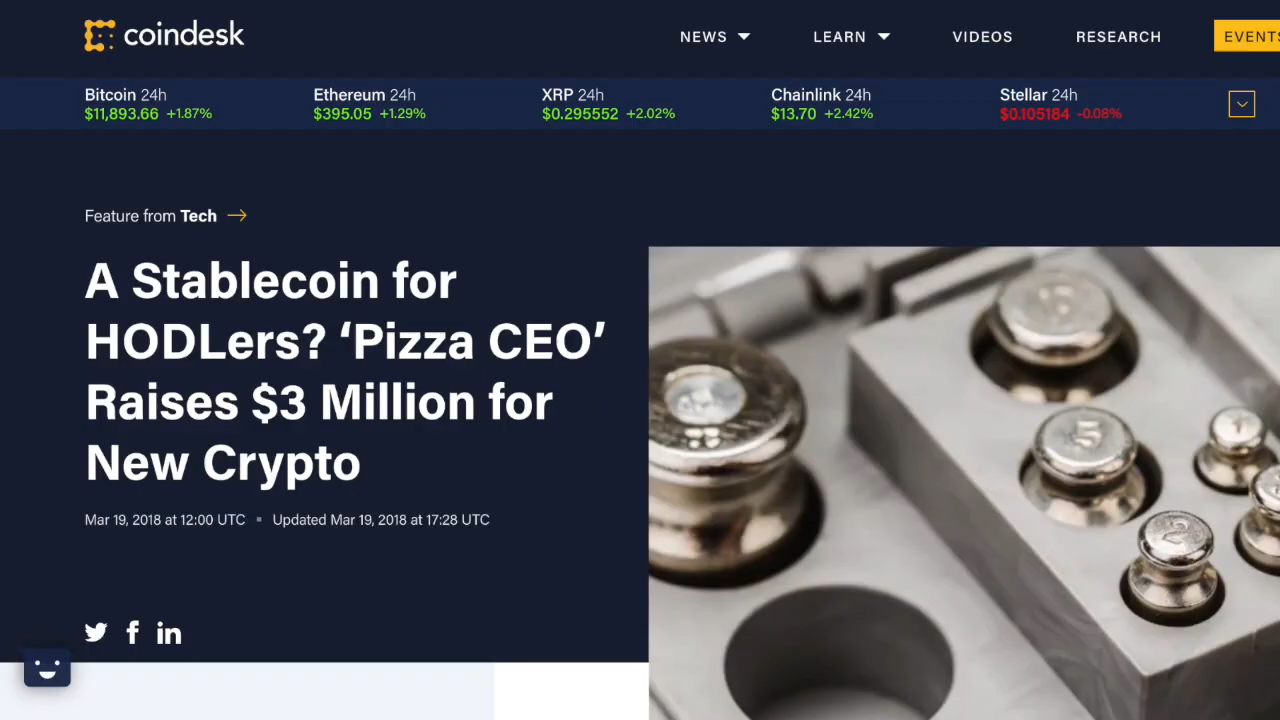 coindesk
NEWS
LEARN
VIDEOS
RESEARCH
EVENTS
Bitcoin 24h
$11,893.66 +1.87%
Ethereum 24h
$395.05 +1.29%
XRP 24h
$0.295552 +2.02%
Chainlink 24h
$13.70 +2.42%
Stellar 24h
$0.105184 -0.08%
Feature from Tech
A Stablecoin for
HODLers? ‘Pizza CEO’
Raises $3 Million for
New Crypto
Mar 19, 2018 at 12:00 UTC ▪ Updated Mar 19, 2018 at 17:28 UTC
5
2